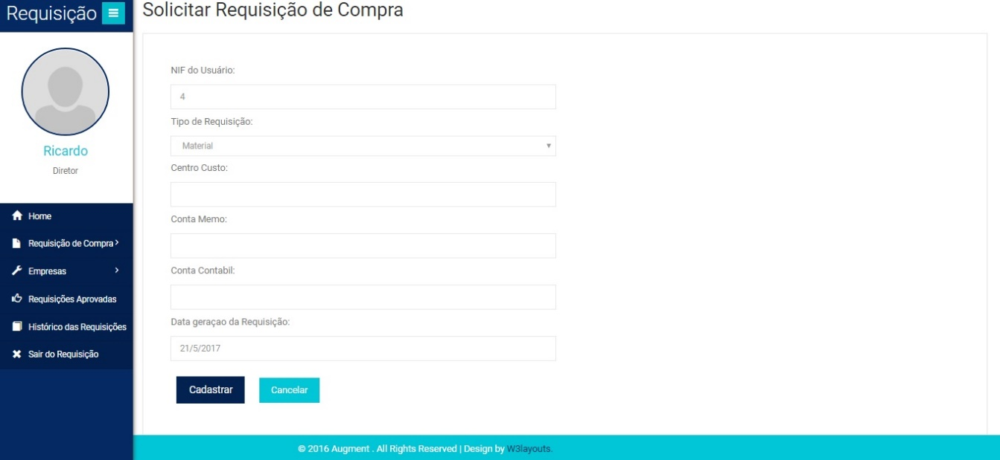 Requisição
Solicitar Requisição de Compra
Ricardo
Diretor
Home
Requisição de Compra
Empresas
Requisições Aprovadas
Histórico das Requisições
Sair do Requisição
NIF do Usuário:
4
Tipo de Requisição:
Material
Centro Custo:
Conta Memo:
Conta Contabil:
Data geraçao da Requisição:
21/5/2017
Cadastrar Cancelar
© 2016 Augment . All Rights Reserved | Design by W3layouts.